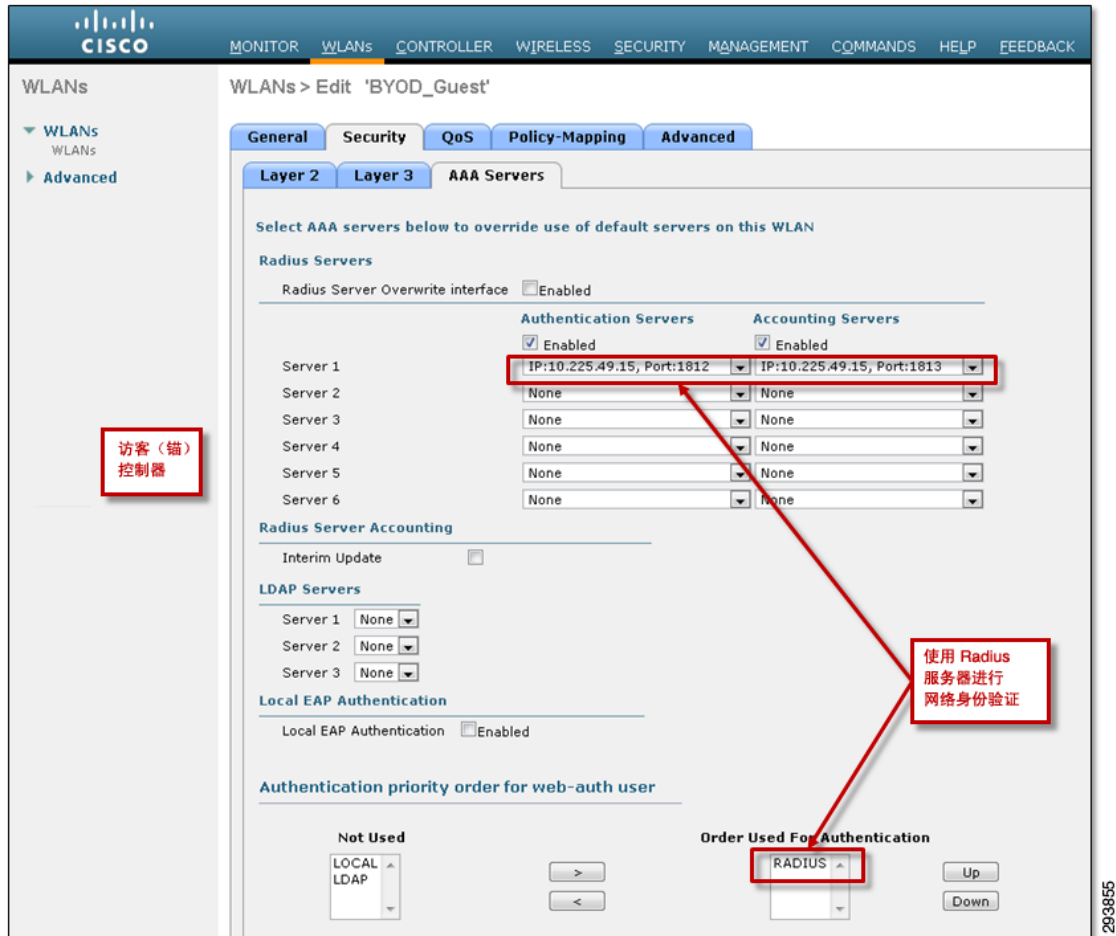 CISCO
MONITOR WLANs CONTROLLER WIRELESS SECURITY MANAGEMENT COMMANDS HELP FEEDBACK
WLANs
WLANs
WLANs
Advanced
WLANs > Edit 'BYOD_Guest'
General Security QoS Policy-Mapping Advanced
Layer 2 Layer 3 AAA Servers
Select AAA servers below to override use of default servers on this WLAN
Radius Servers
Radius Server Overwrite interface Enabled
Authentication Servers Accounting Servers
Enabled Enabled
Server 1 IP:10.225.49.15, Port:1812 IP:10.225.49.15, Port:1813
Server 2 None None
Server 3 None None
Server 4 None None
Server 5 None None
Server 6 None None
访客（锚）
控制器
Radius Server Accounting
Interim Update
LDAP Servers
Server 1 None
Server 2 None
Server 3 None
使用 Radius
服务器进行
网络身份验证
Local EAP Authentication
Local EAP Authentication Enabled
Authentication priority order for web-auth user
Not Used Order Used For Authentication
LOCAL
LDAP
>
<
RADIUS
Up
Down
293855